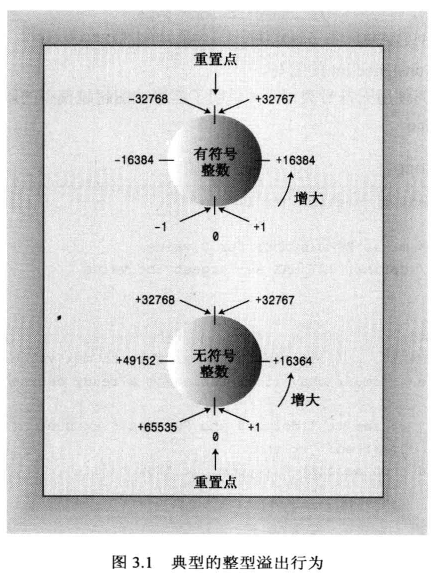 重置点
-32768 +32767
-16384 有符号 +16384
整数
增大
-1 +1
0
+32768 +32767
+49152 无符号 +16364
整数
增大
+65535 +1
0
重置点
图 3.1 典型的整型溢出行为